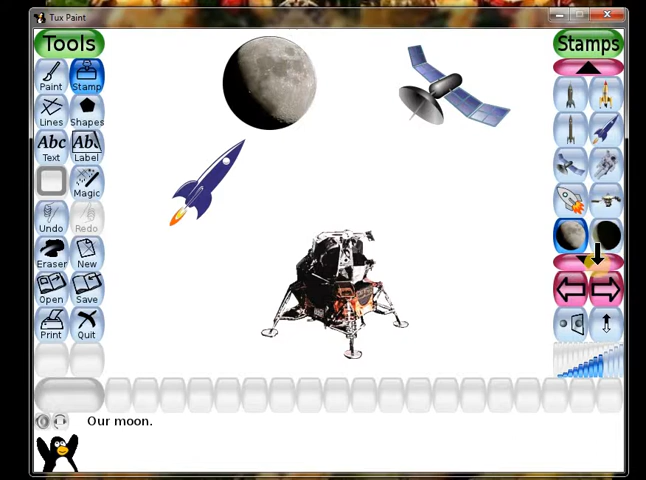 Tux Paint
Tools
Stamps
Paint
Stamp
Lines
Shapes
Abc
Abc
Text
Label
Magic
Undo
Redo
Eraser
New
Open
Save
Print
Quit
Our moon.